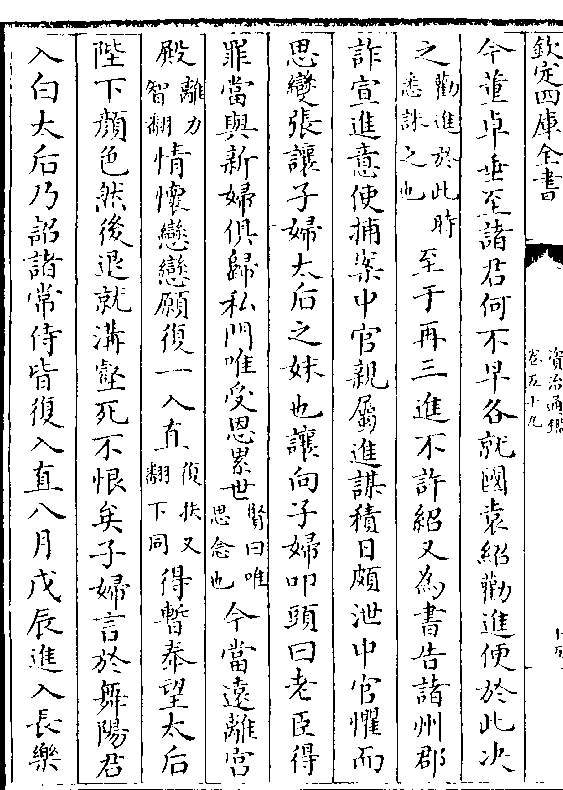 欽定四庫全書
資治通鑑
卷五十九
今董卓垂至諸君何不早各就國袁紹勸進便於此决
之勸進於此時
悉誅之也至于再三進不許紹又為書告諸州郡
詐宣進意使捕案中官親屬進謀積日頗泄中官懼而
思變張讓子婦太后之妹也讓向子婦叩頭曰老臣得
罪當與新婦俱歸私門唯受恩累世賢曰唯
思念也今當遠離宫
殿離力
智翻情懷戀戀願復一入直復扶又
翻下同得暫奉望太后
陛下顔色然後退就溝壑死不恨矣子婦言於舞陽君
入白太后乃詔諸常侍皆復入直八月戊辰進入長樂